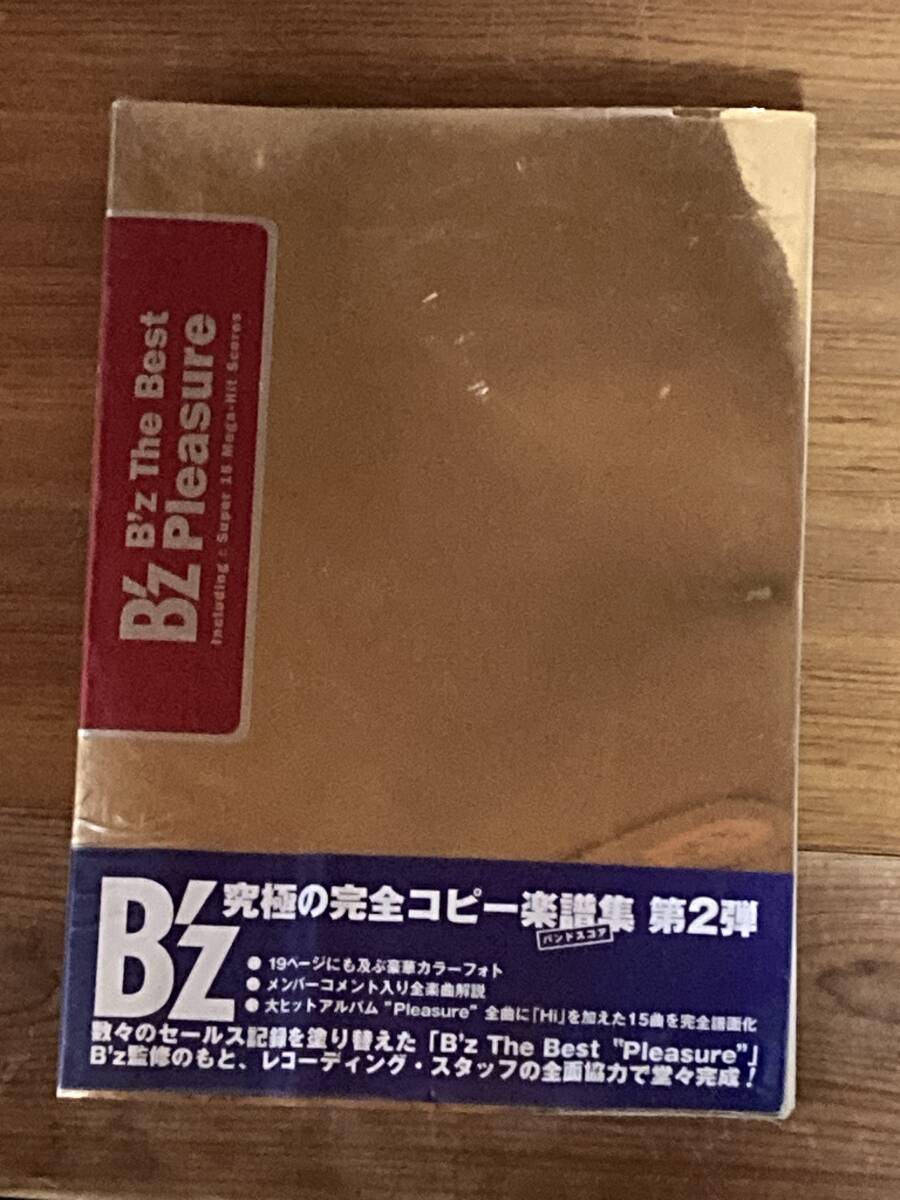 B'z The Best
B'z Pleasure
Including : Super 15 Mega-Hit Scores
B'z
究極の完全コピー楽譜集 第2弾
バンドスコア
● 19ページにも及ぶ豪華カラーフォト
● メンバーコメント入り全楽曲解説
● 大ヒットアルバム "Pleasure" 全曲に「Hi」を加えた15曲を完全譜面化
数々のセールス記録を塗り替えた「B'z The Best "Pleasure"」
B'z監修のもと、レコーディング・スタッフの全面協力で堂々完成!